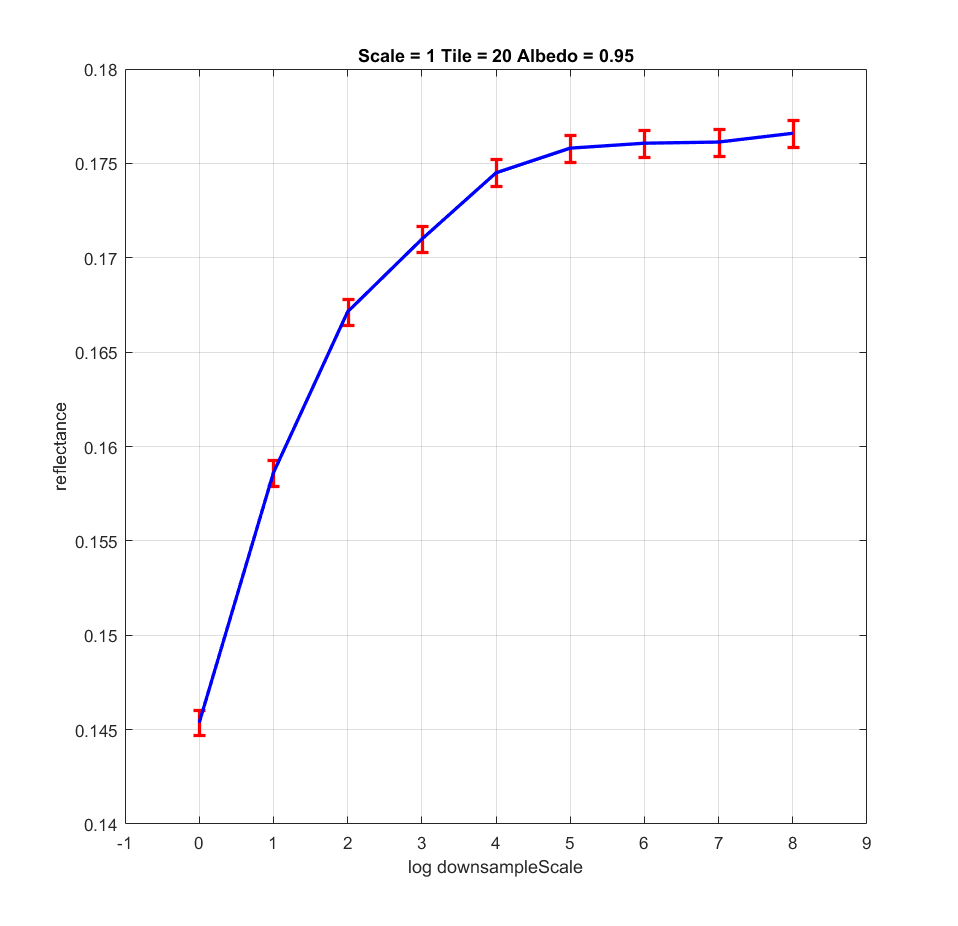 Scale = 1 Tile = 20 Albedo = 0.95
0.18
0.175
0.17
0.165
0.16
0.155
0.15
0.145
0.14
reflectance
-1 0 1 2 3 4 5 6 7 8 9
log downsampleScale